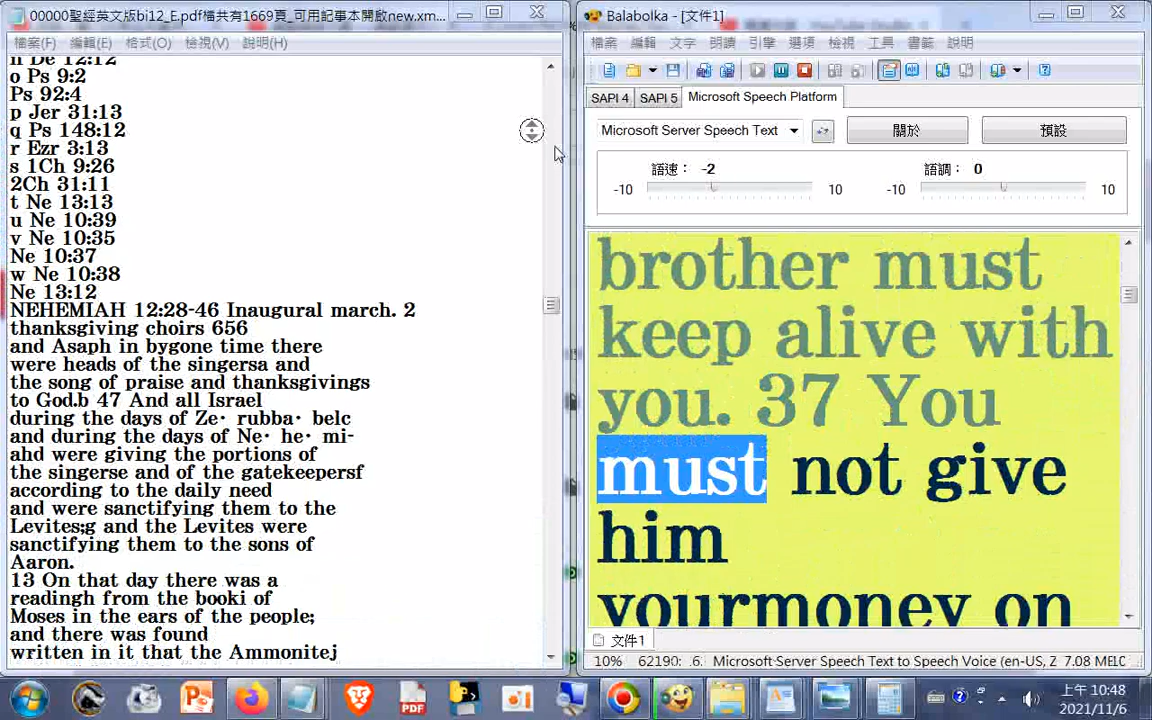 00000聖經英文版bi12_E.pdf檔共有1669頁_可用記事本開啟new.xm...
檔案(F) 編輯(E) 格式(O) 檢視(V) 說明(H)
n De 12:12
o Ps 9:2
Ps 92:4
p Jer 31:13
q Ps 148:12
r Ezr 3:13
s 1Ch 9:26
2Ch 31:11
t Ne 13:13
u Ne 10:39
v Ne 10:35
Ne 10:37
w Ne 10:38
Ne 13:12
NEHEMIAH 12:28-46 Inaugural march. 2
thanksgiving choirs 656
and Asaph in bygone time there
were heads of the singersa and
the song of praise and thanksgivings
to God.b 47 And all Israel
during the days of Ze· rubba· belc
and during the days of Ne· he· mi-
ahd were giving the portions of
the singerse and of the gatekeepersf
according to the daily need
and were sanctifying them to the
Levites;g and the Levites were
sanctifying them to the sons of
Aaron.
13 On that day there was a
readingh from the booki of
Moses in the ears of the people;
and there was found
written in it that the Ammonitej
Balabolka - [文件1]
檔案 編輯 文字 朗讀 引擎 選項 檢視 工具 書籤 說明
SAPI 4 SAPI 5 Microsoft Speech Platform
Microsoft Server Speech Text 關於 預設
語速： -2 語調： 0
-10 10 -10 10
brother must
keep alive with
you. 37 You
must not give
him
yourmoney on
文件1
10% 62190: .6. Microsoft Server Speech Text to Speech Voice (en-US, Z 7.08 MELC
PDF
上午 10:48
2021/11/6